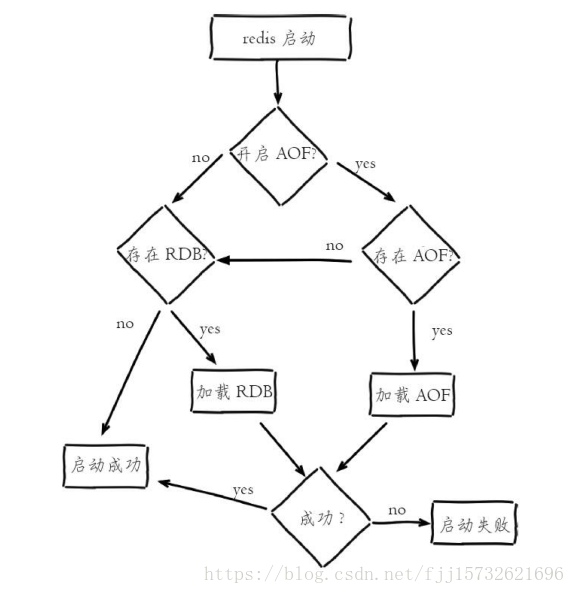 redis 启动
开启 AOF?
no
yes
存在 RDB?
no
存在 AOF?
no
yes
yes
加载 RDB
加载 AOF
启动成功
yes
成功？
no
启动失败
https://blog.csdn.net/fjj15732621696